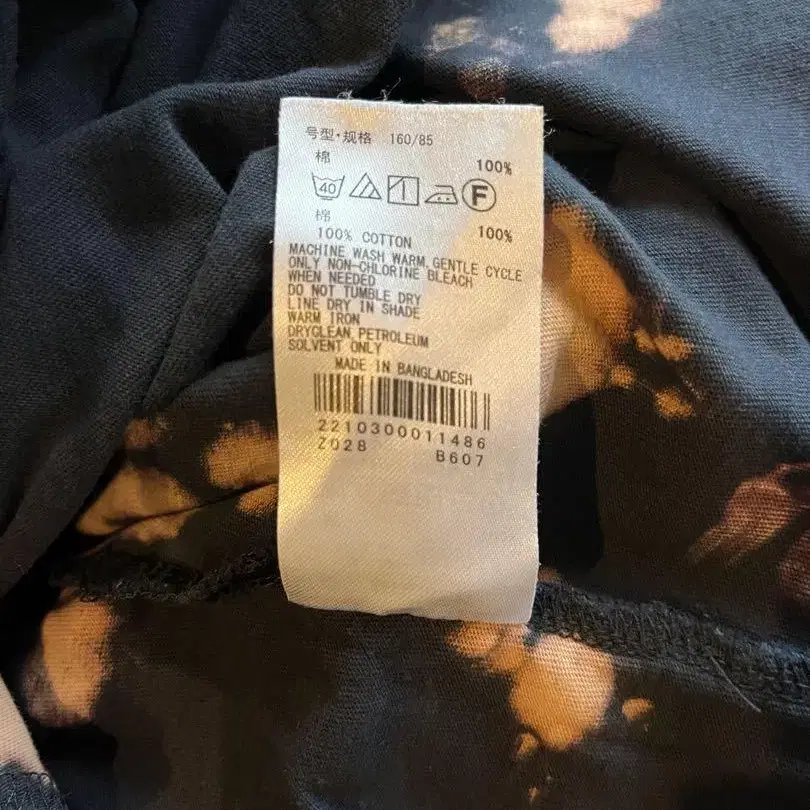 号型·规格 160/85
棉 100%
40 F
棉
100% COTTON 100%
MACHINE WASH WARM, GENTLE CYCLE
ONLY NON-CHLORINE BLEACH
WHEN NEEDED
DO NOT TUMBLE DRY
LINE DRY IN SHADE
WARM IRON
DRYCLEAN PETROLEUM
SOLVENT ONLY
MADE IN BANGLADESH
2210300011486
Z028 B607